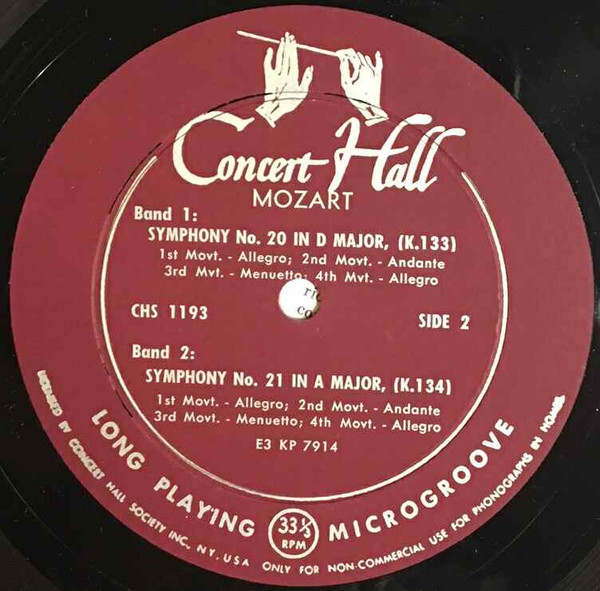 Concert Hall
MOZART
Band 1:
SYMPHONY No. 20 IN D MAJOR, (K.133)
1st Movt. - Allegro; 2nd Movt. - Andante
3rd Mvt. - Menuetto; 4th Mvt. - Allegro
CHS 1193
SIDE 2
Band 2:
SYMPHONY No. 21 IN A MAJOR, (K.134)
1st Movt. - Allegro; 2nd Movt. - Andante
3rd Movt. - Menuetto; 4th Movt. - Allegro
E3 KP 7914
LONG PLAYING 33⅓ RPM MICROGROOVE
LICENSED BY CONCERT HALL SOCIETY INC. NY. USA ONLY FOR NON-COMMERCIAL USE FOR PHONOGRAPHS IN HOMES.